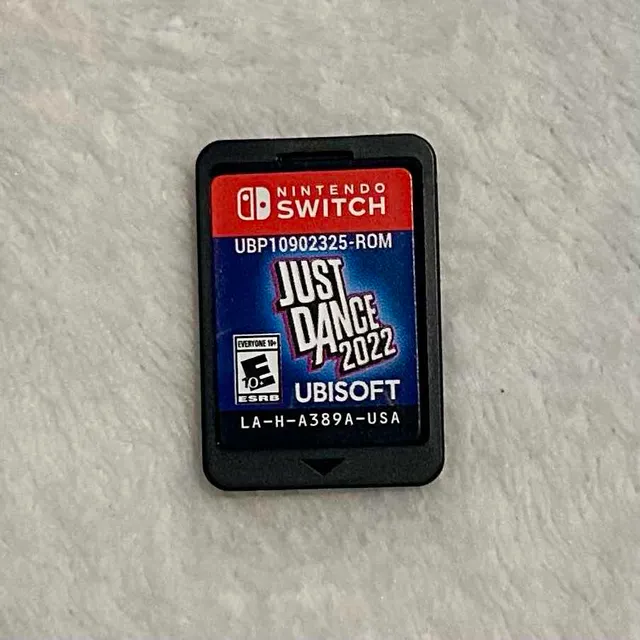 NINTENDO
SWITCH
UBP10902325-ROM
JUST
DANCE
2022
EVERYONE 10+
E
10+
ESRB
UBISOFT
LA-H-A389A-USA